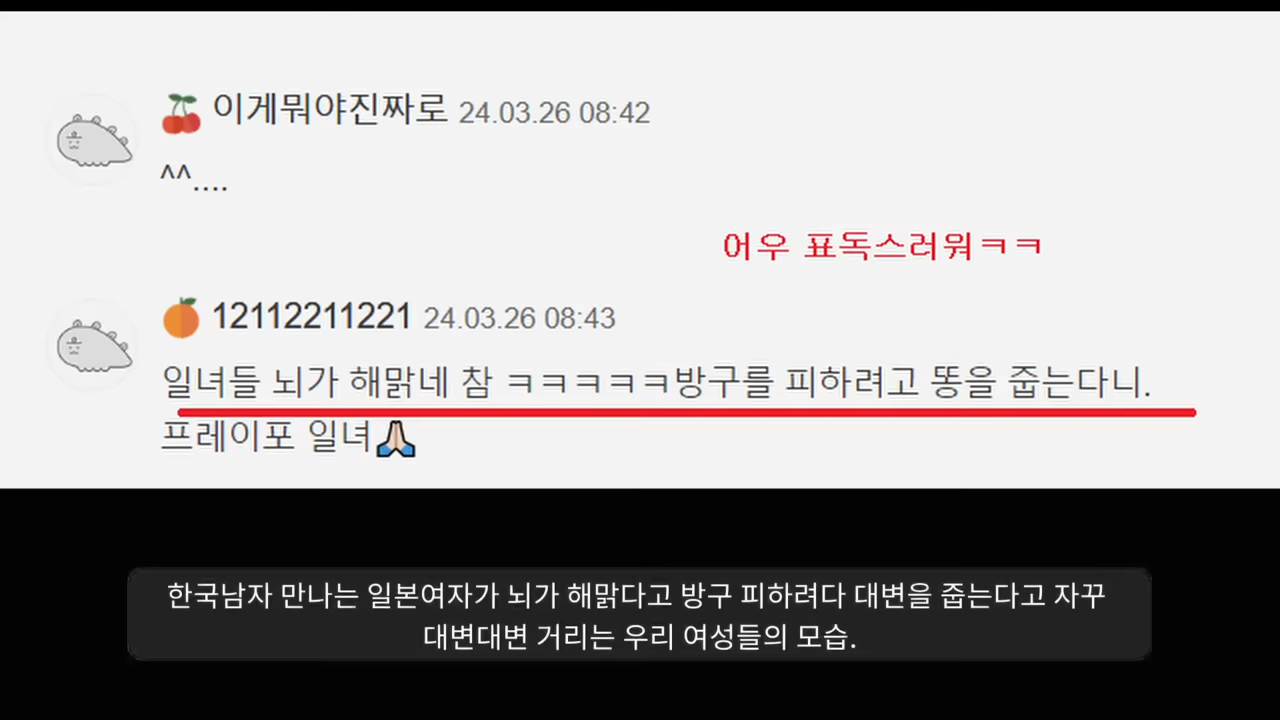 이게뭐야진짜로 24.03.26 08:42
^^....
어우 표독스러워ㅋㅋ
12112211221 24.03.26 08:43
일녀들 뇌가 해맑네 참 ㅋㅋㅋㅋㅋ방구를 피하려고 똥을 줍는다니.
프레이포 일녀🙏
한국남자 만나는 일본여자가 뇌가 해맑다고 방구 피하려다 대변을 줍는다고 자꾸
대변대변 거리는 우리 여성들의 모습.